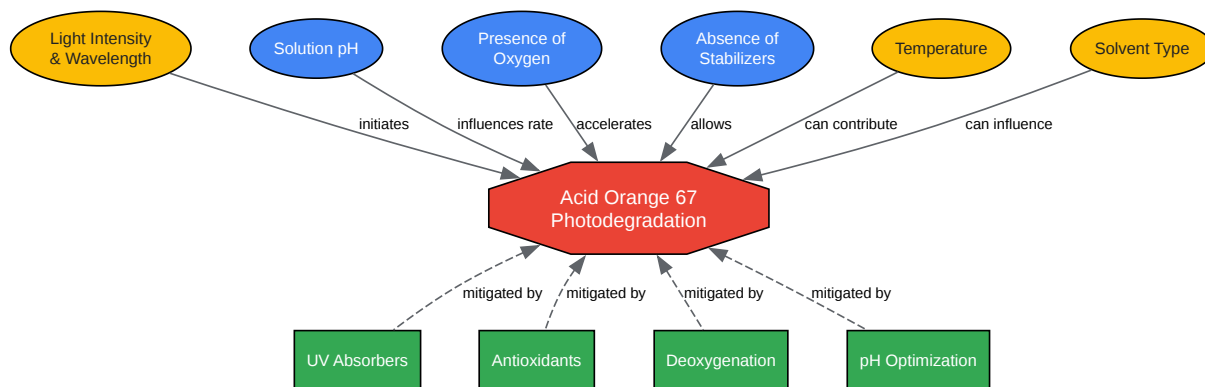 Light Intensity
& Wavelength
Solution pH
Presence of
Oxygen
Absence of
Stabilizers
Temperature
Solvent Type
initiates
influences rate
accelerates
allows
can contribute
can influence
Acid Orange 67
Photodegradation
mitigated by
mitigated by
mitigated by
mitigated by
UV Absorbers
Antioxidants
Deoxygenation
pH Optimization